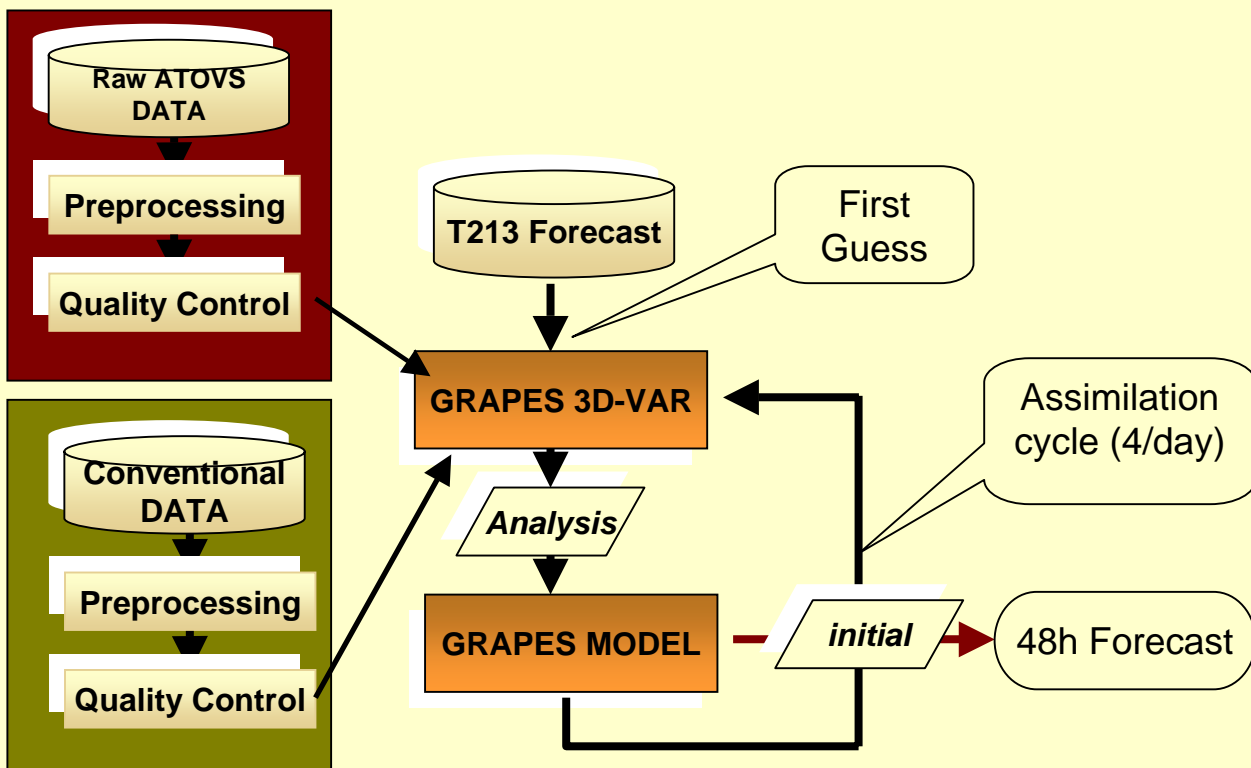 Raw ATOVS
DATA
Preprocessing
Quality Control
T213 Forecast
First
Guess
GRAPES 3D-VAR
Assimilation
cycle (4/day)
Conventional
DATA
Preprocessing
Quality Control
Analysis
GRAPES MODEL
initial
48h Forecast